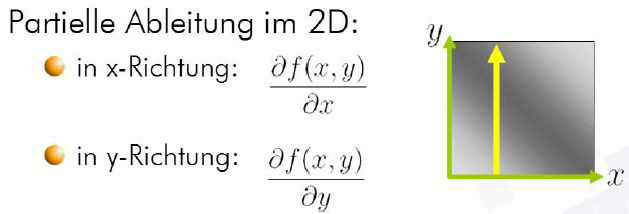 Partielle Ableitung im 2D:
in x-Richtung: ∂f(x, y)/∂x
in y-Richtung: ∂f(x, y)/∂y
y
x